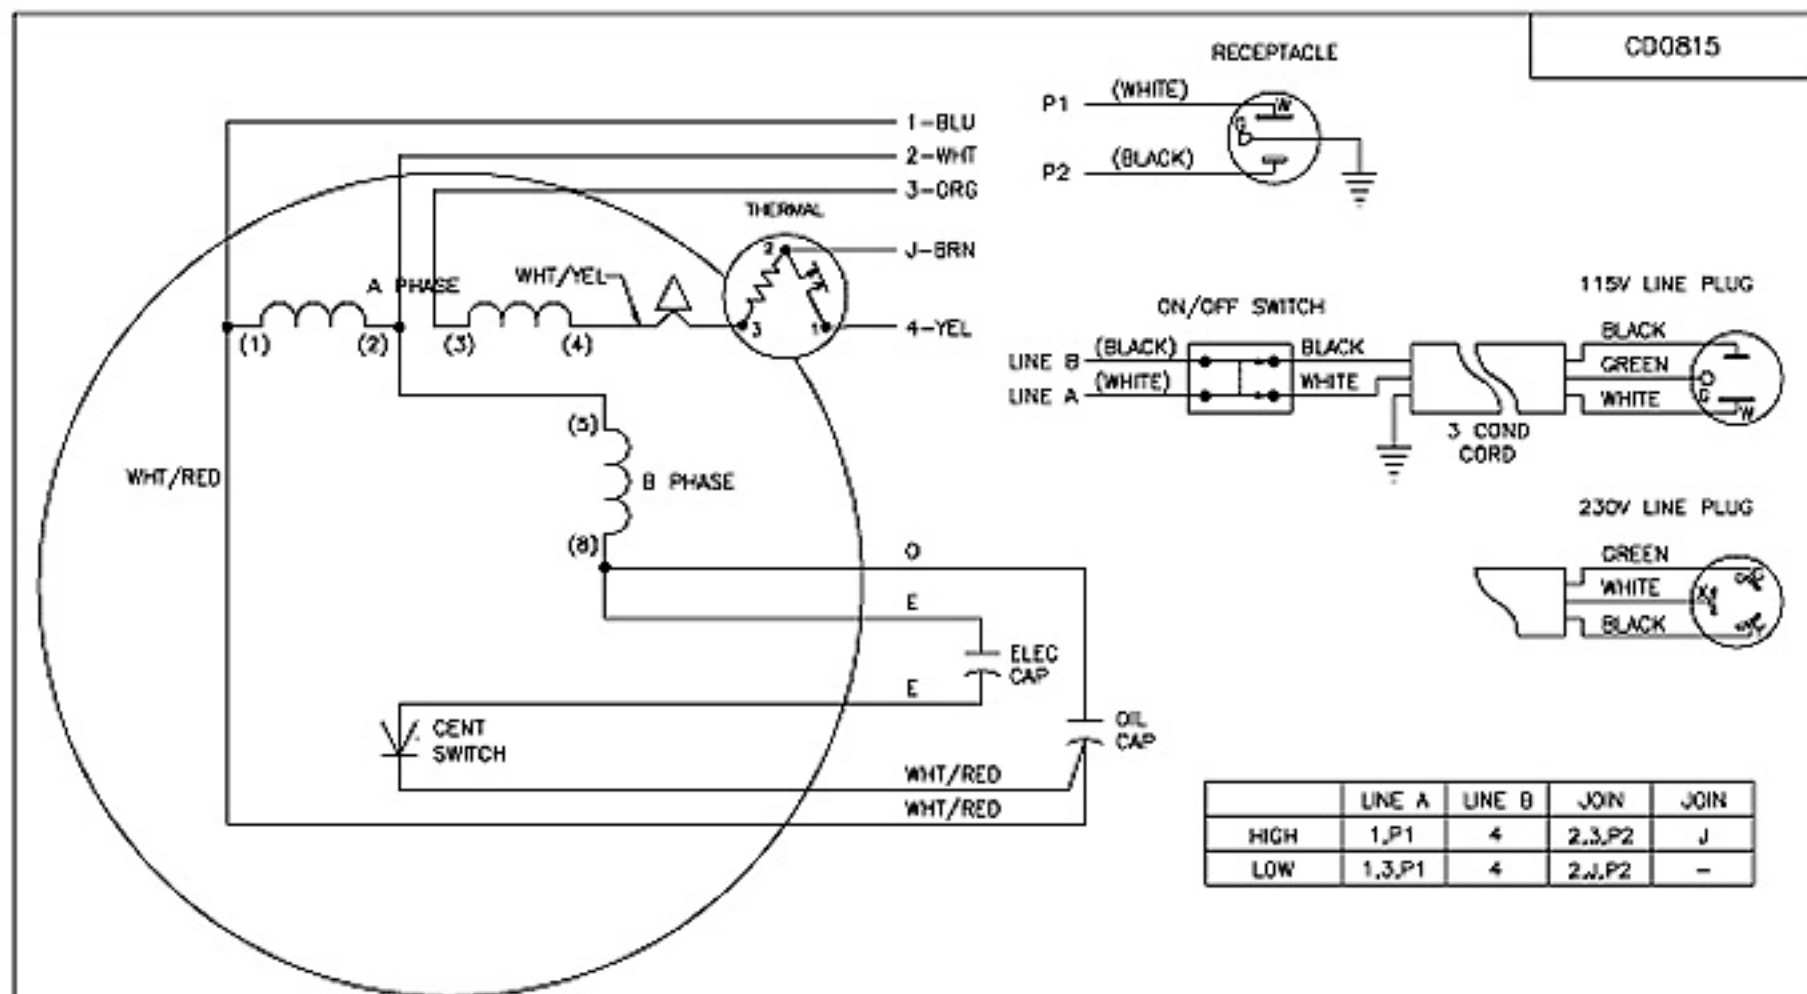 CD0815
RECEPTACLE
P1 (WHITE)
W
G
P2 (BLACK)
1-BLU
2-WHT
3-ORG
THERMAL
2
J-BRN
3
1
4-YEL
A PHASE
WHT/YEL
(1)
(2)
(3)
(4)
(5)
B PHASE
(8)
WHT/RED
O
E
ELEC
CAP
E
OIL
CAP
CENT
SWITCH
WHT/RED
WHT/RED
ON/OFF SWITCH
LINE B (BLACK)
BLACK
LINE A (WHITE)
WHITE
3 COND
CORD
115V LINE PLUG
BLACK
GREEN
WHITE
G
W
230V LINE PLUG
GREEN
WHITE
BLACK
LINE A LINE B JOIN JOIN
HIGH 1,P1 4 2,3,P2 J
LOW 1,3,P1 4 2,J,P2 -